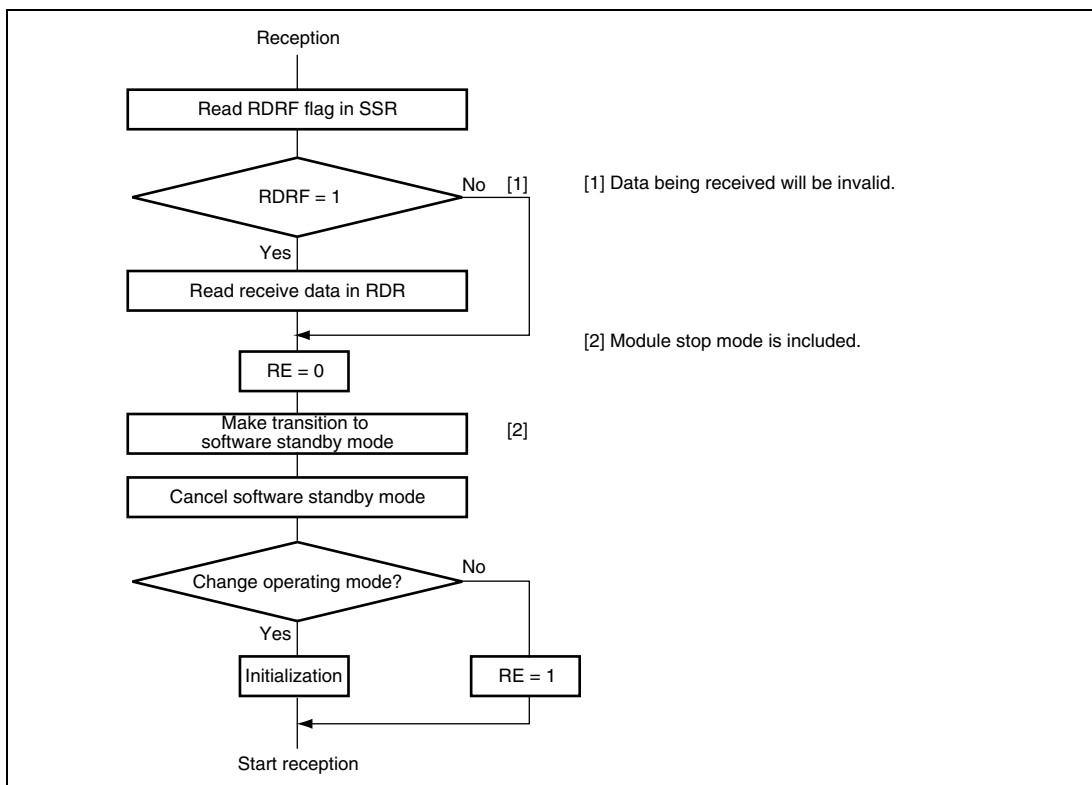 Reception
Read RDRF flag in SSR
RDRF = 1
No [1]
[1] Data being received will be invalid.
Yes
Read receive data in RDR
[2] Module stop mode is included.
RE = 0
Make transition to
software standby mode
[2]
Cancel software standby mode
Change operating mode?
No
Yes
Initialization
RE = 1
Start reception